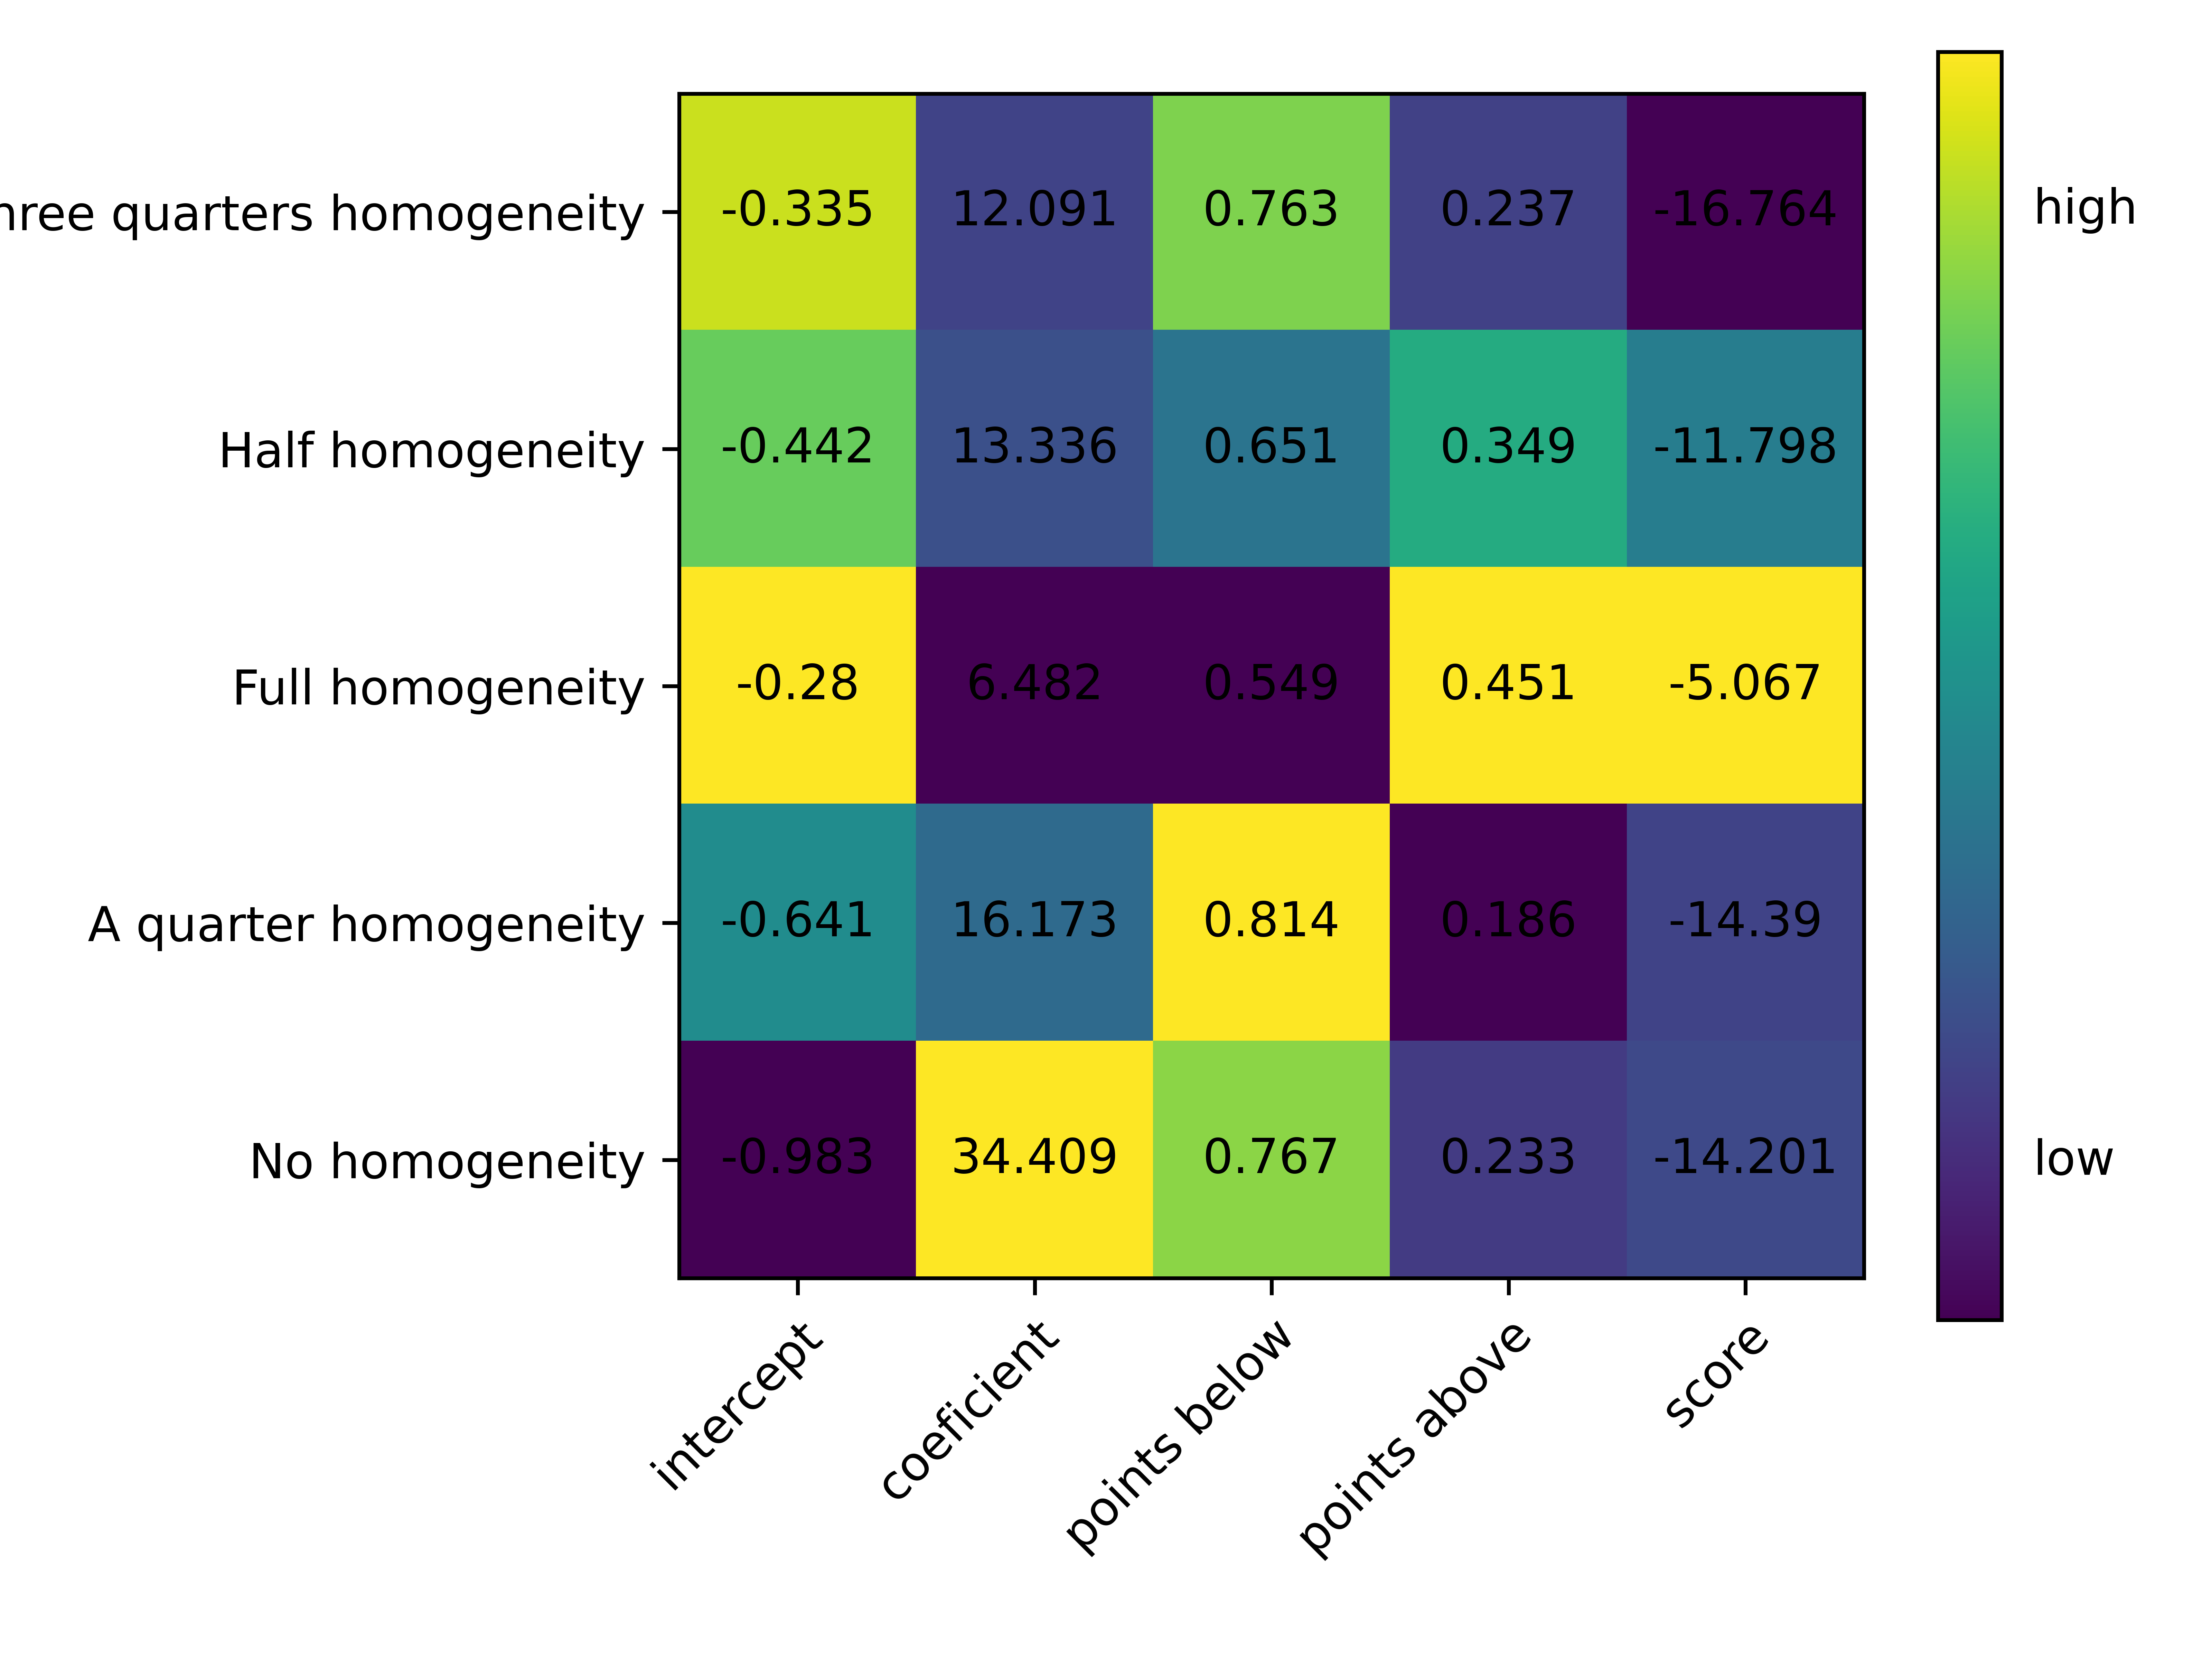 hree quarters homogeneity -0.335 12.091 0.763 0.237 -16.764 high
Half homogeneity -0.442 13.336 0.651 0.349 -11.798
Full homogeneity -0.28 6.482 0.549 0.451 -5.067
A quarter homogeneity -0.641 16.173 0.814 0.186 -14.39
No homogeneity -0.983 34.409 0.767 0.233 -14.201 low
intercept coeficient points below points above score